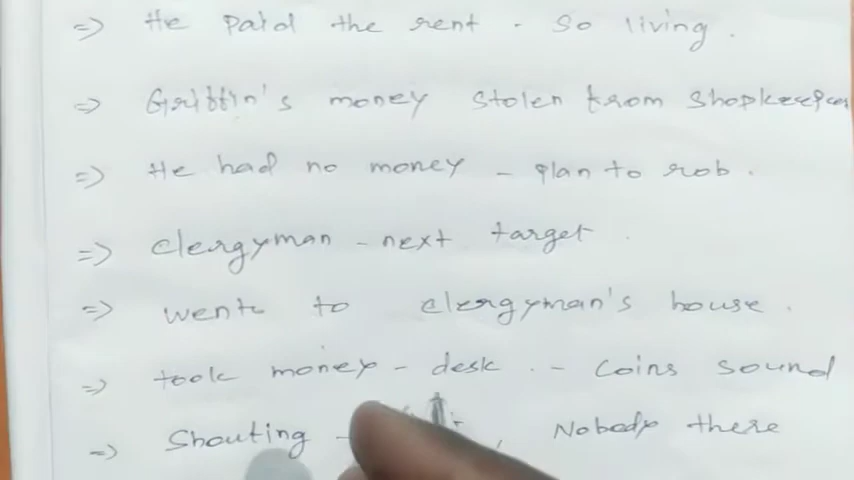 => He paid the rent - so living.
=> Griffin's money stolen from shopkeeper
=> He had no money - plan to rob.
=> Clergyman - next target.
=> went to clergyman's house.
=> took money - desk. - Coins sound
=> Shouting - , Nobody there